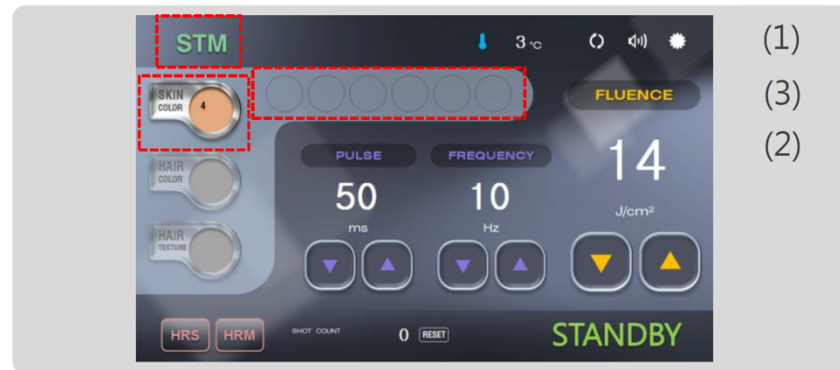 STM
3 °C
(1)
SKIN COLOR 4
FLUENCE
(3)
PULSE
FREQUENCY
14
(2)
HAIR COLOR
50
10
J/cm²
ms
Hz
HAIR TEXTURE
HRS HRM
SHOT COUNT 0 RESET
STANDBY